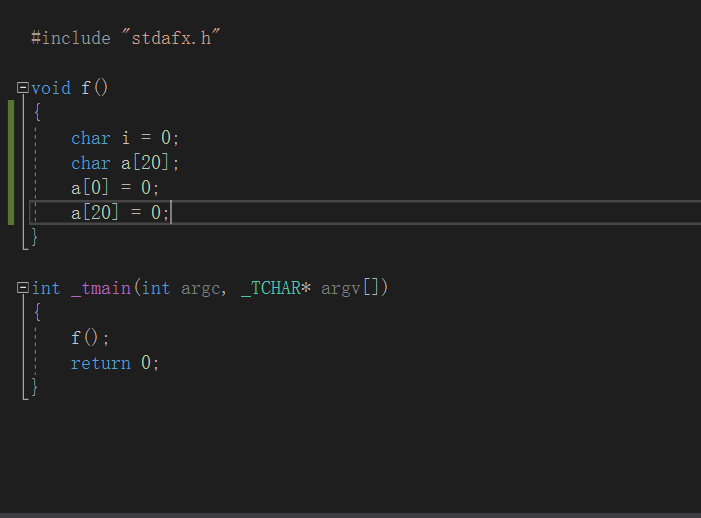 #include "stdafx.h"
void f()
{
char i = 0;
char a[20];
a[0] = 0;
a[20] = 0;
}
int _tmain(int argc, _TCHAR* argv[])
{
f();
return 0;
}